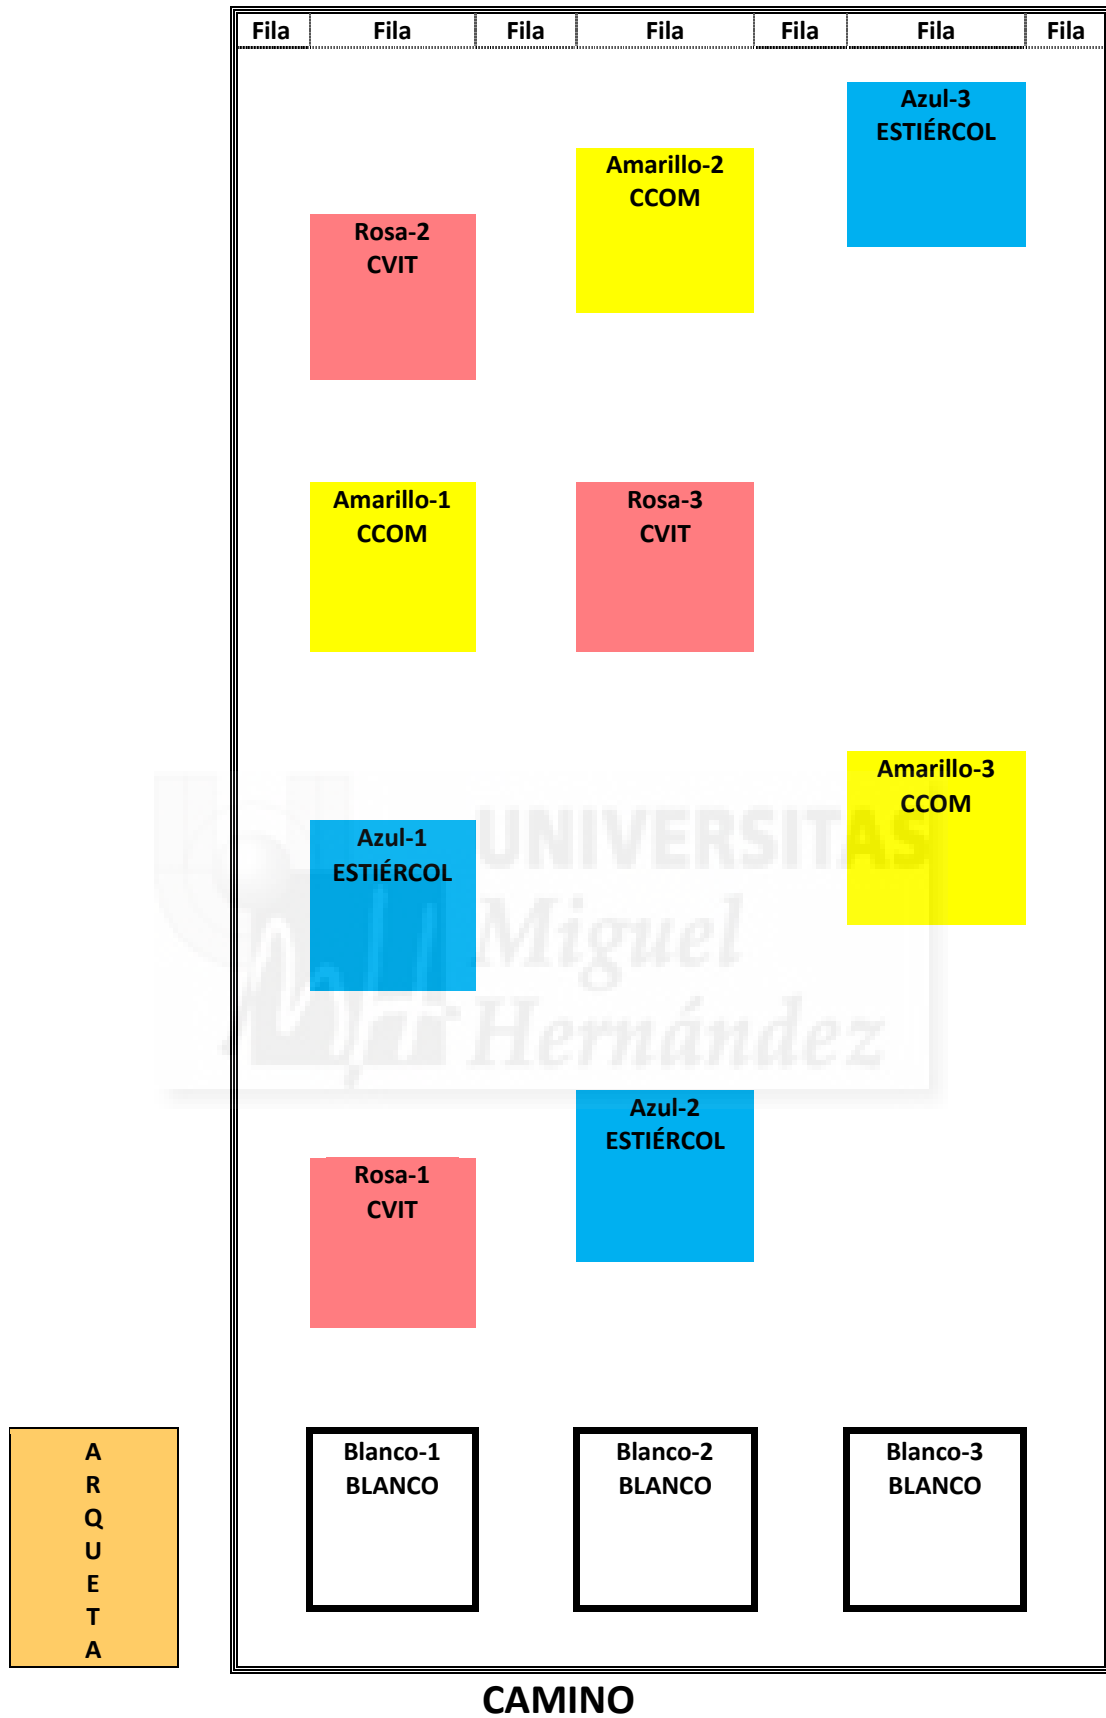 Fila Fila Fila Fila Fila Fila Fila
Azul-3
ESTIÉRCOL
Amarillo-2
CCOM
Rosa-2
CVIT
Amarillo-1
CCOM
Rosa-3
CVIT
Amarillo-3
CCOM
Azul-1
ESTIÉRCOL
UNIVERSITAS
Miguel
Hernández
Azul-2
ESTIÉRCOL
Rosa-1
CVIT
Blanco-1
BLANCO
Blanco-2
BLANCO
Blanco-3
BLANCO
A
R
Q
U
E
T
A
CAMINO